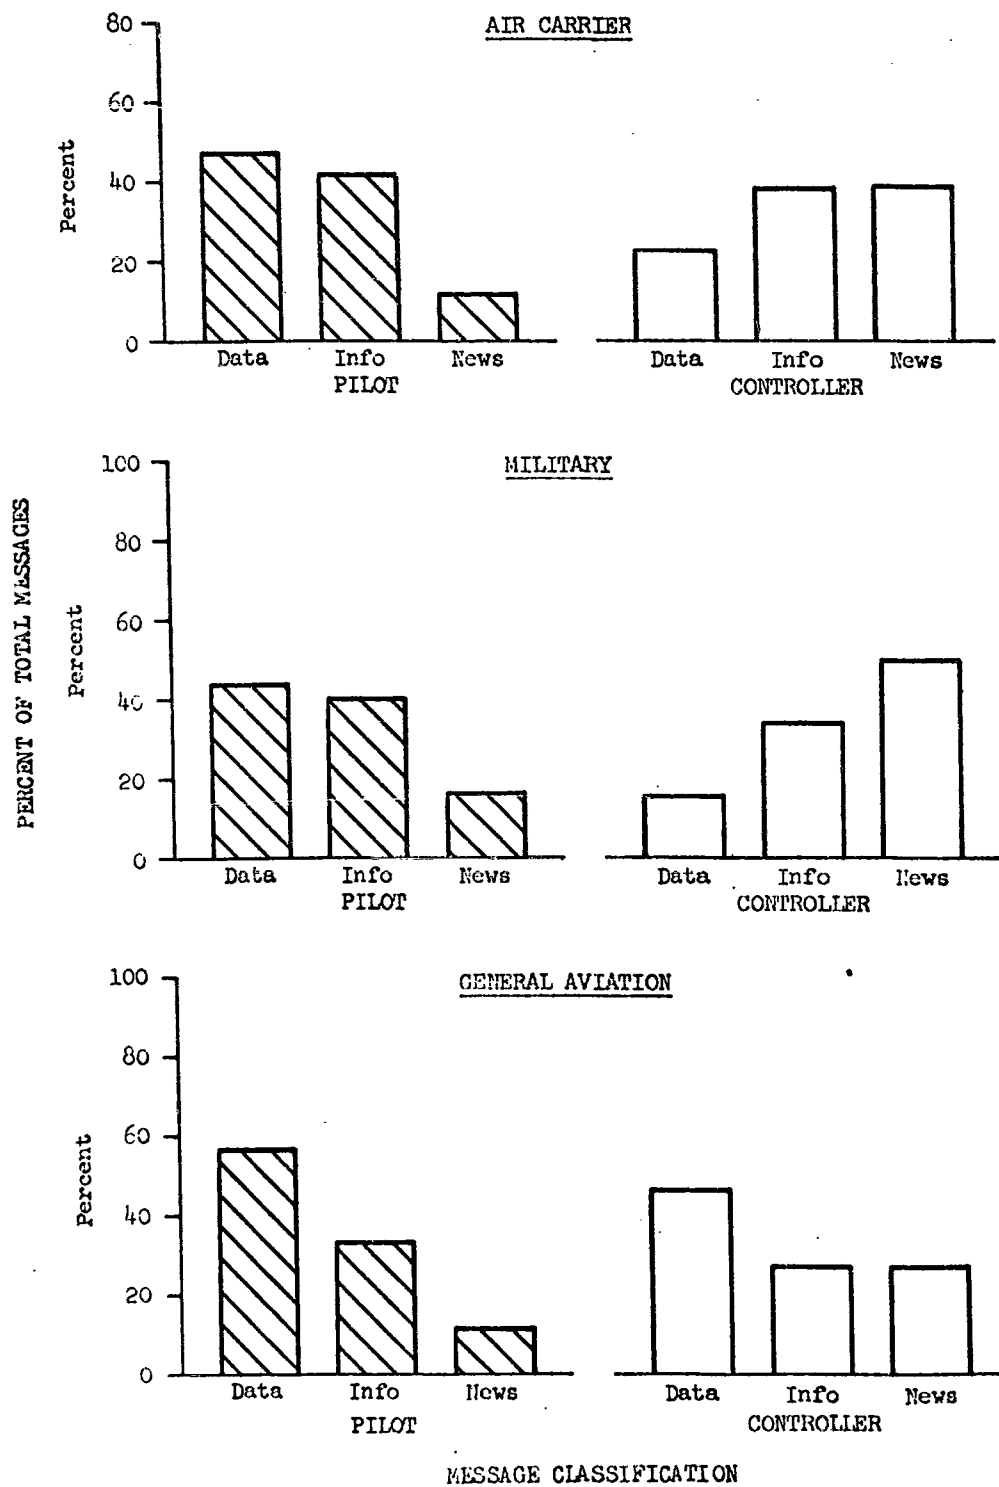 AIR CARRIER
80
60
40
20
0
Percent
Data Info News
PILOT
Data Info News
CONTROLLER
PERCENT OF TOTAL MESSAGES
MILITARY
100
80
60
40
20
0
Percent
Data Info News
PILOT
Data Info News
CONTROLLER
GENERAL AVIATION
100
80
60
40
20
0
Percent
Data Info News
PILOT
Data Info News
CONTROLLER
MESSAGE CLASSIFICATION